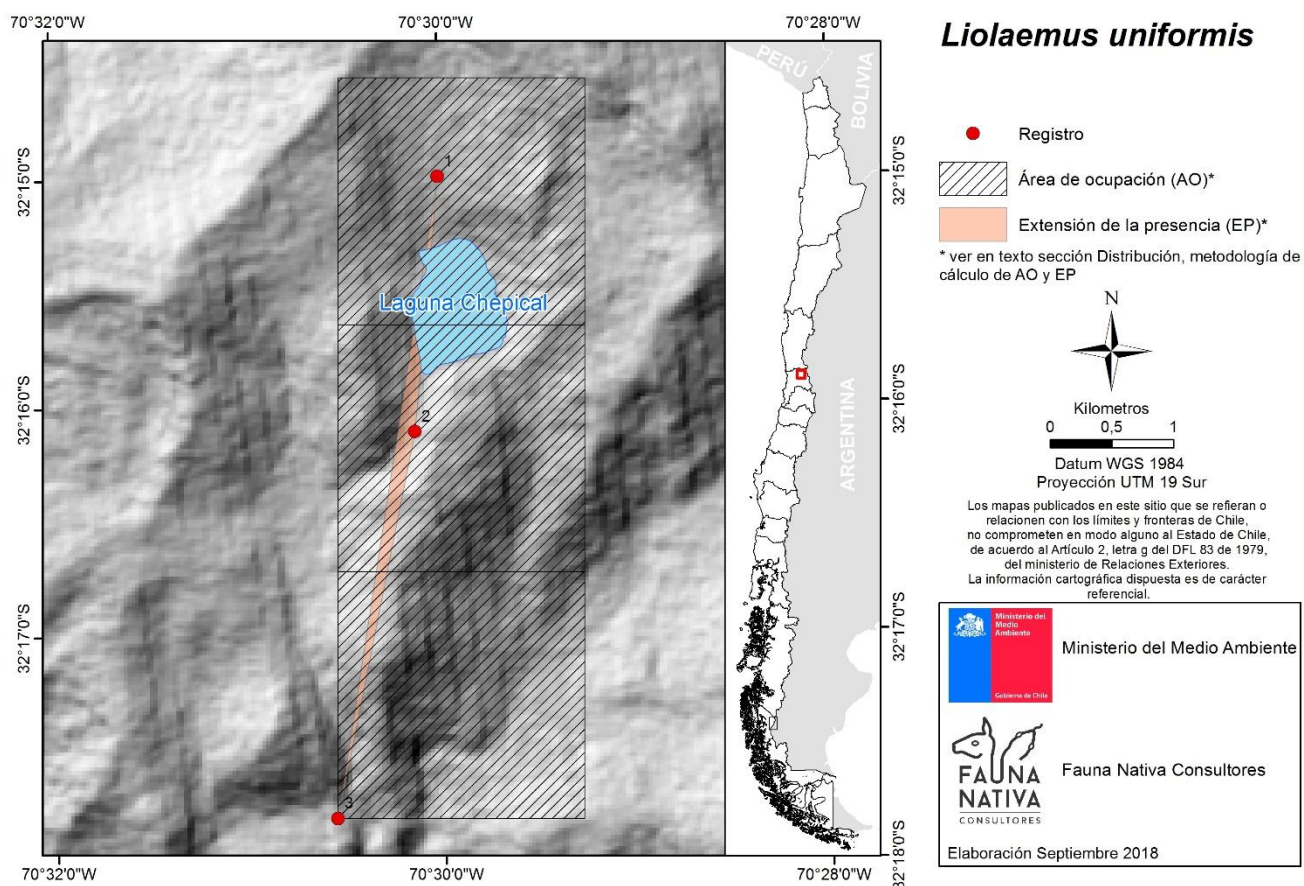 70°32'0"W
70°30'0"W
70°28'0"W
32°15'0"S
32°16'0"S
32°17'0"S
1
Laguna Chepical
2
3
70°32'0"W
70°30'0"W
70°28'0"W
PERÚ
BOLIVIA
ARGENTINA
32°15'0"S
32°16'0"S
32°17'0"S
32°18'0"S
Liolaemus uniformis
Registro
Área de ocupación (AO)*
Extensión de la presencia (EP)*
* ver en texto sección Distribución, metodología de
cálculo de AO y EP
N
Kilometros
0 0,5 1
Datum WGS 1984
Proyección UTM 19 Sur
Los mapas publicados en este sitio que se refieran o
relacionen con los límites y fronteras de Chile,
no comprometen en modo alguno al Estado de Chile,
de acuerdo al Artículo 2, letra g del DFL 83 de 1979,
del ministerio de Relaciones Exteriores.
La información cartográfica dispuesta es de carácter
referencial.
Ministerio del
Medio
Ambiente
Gobierno de Chile
Ministerio del Medio Ambiente
FAUNA
NATIVA
CONSULTORES
Fauna Nativa Consultores
Elaboración Septiembre 2018